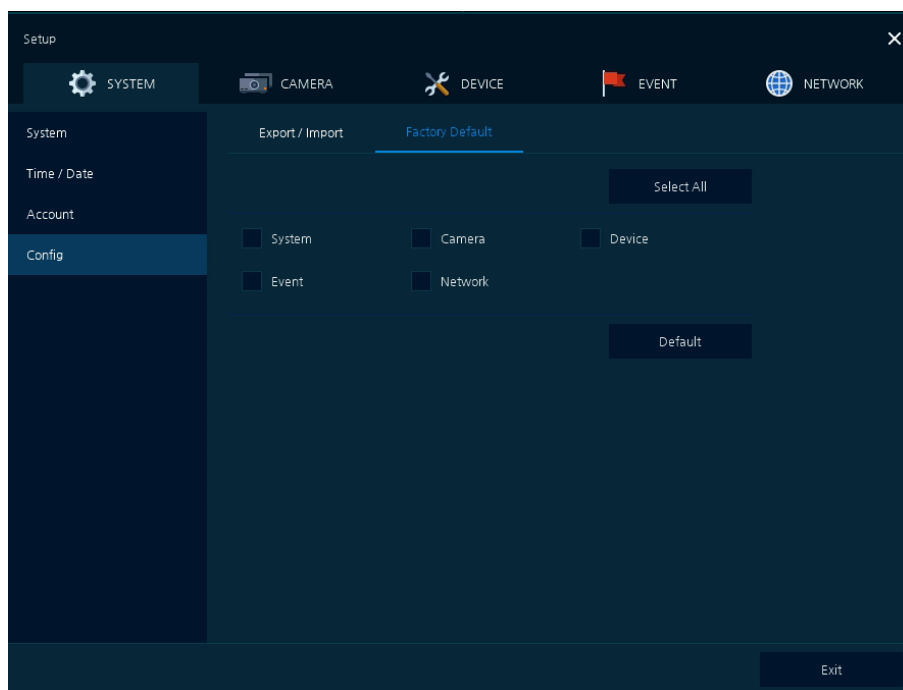 Setup
SYSTEM CAMERA DEVICE EVENT NETWORK
System
Time / Date
Account
Config
Export / Import Factory Default
Select All
System Camera Device
Event Network
Default
Exit